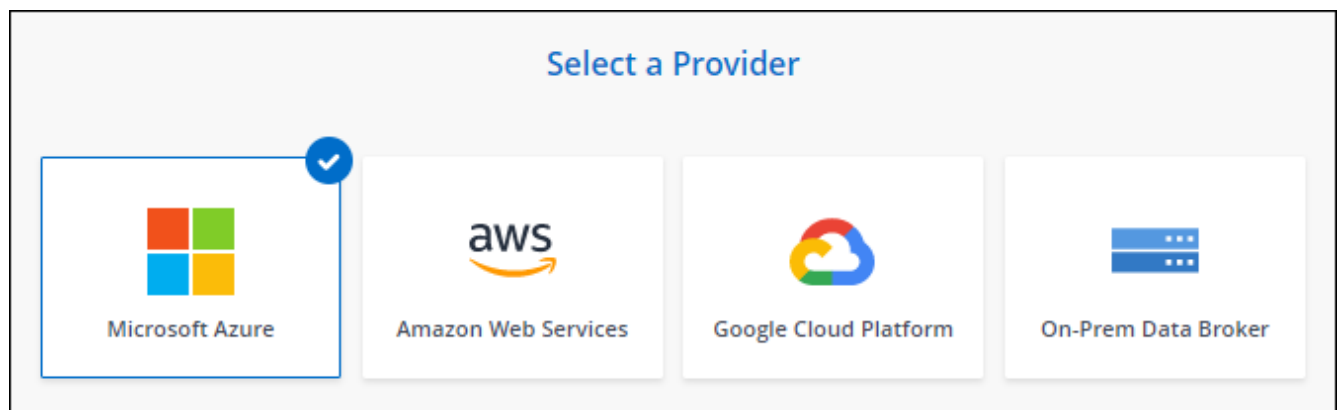 Select a Provider
aws
Microsoft Azure
Amazon Web Services
Google Cloud Platform
On-Prem Data Broker